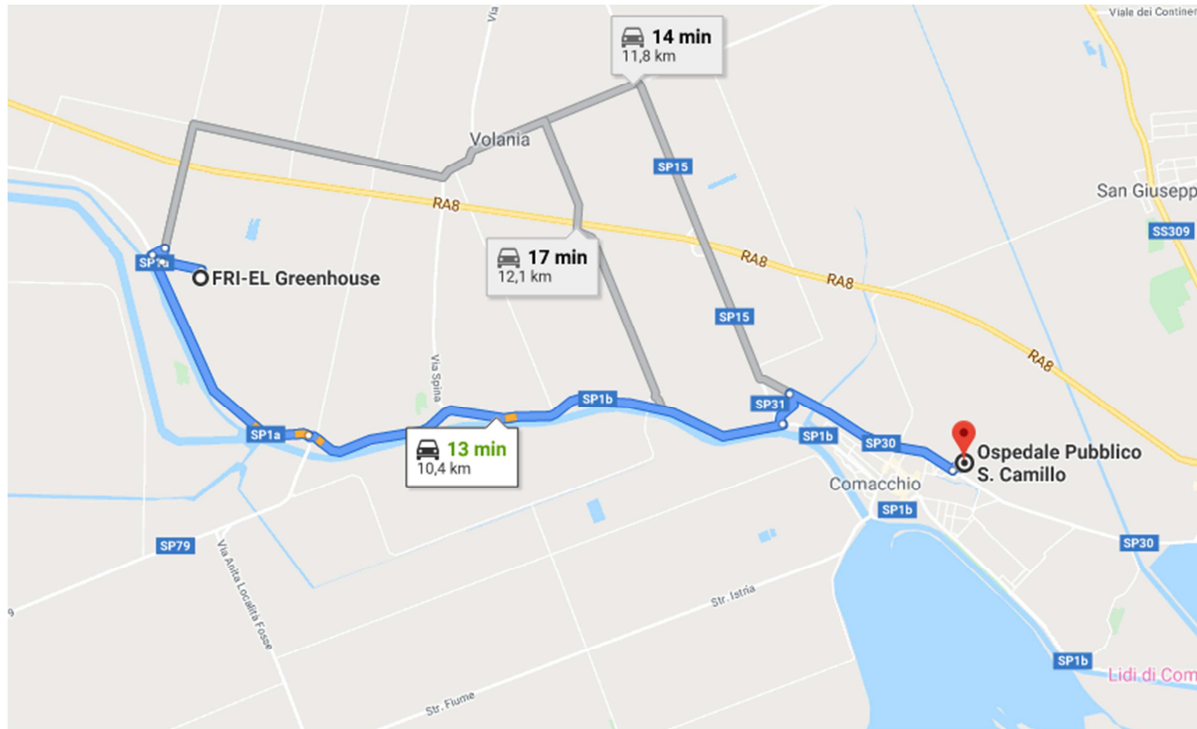 Viale dei Contine
Via
14 min
11,8 km
Volania
SP15
San Giusepp
RA8
SS309
17 min
12,1 km
RA8
RA8
SP1a
FRI-EL Greenhouse
SP15
RA8
Via Spina
SP1b
SP31
SP1a
SP1b
SP30
13 min
10,4 km
Ospedale Pubblico
S. Camillo
Comacchio
SP1b
SP79
SP30
Via Anita Località Fosse
Str. Istria
9
SP1b
Lidi di Com
Str. Fiume